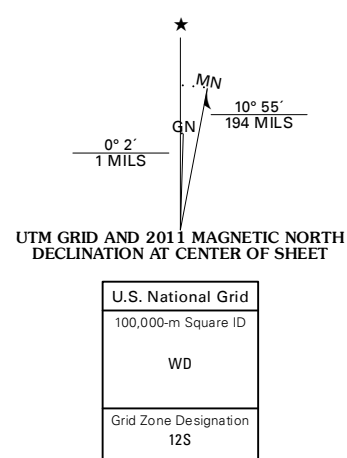 ★
MN
10° 55´
194 MILS
GN
0° 2´
1 MILS
UTM GRID AND 2011 MAGNETIC NORTH
DECLINATION AT CENTER OF SHEET
U.S. National Grid
100,000-m Square ID
WD
Grid Zone Designation
12S